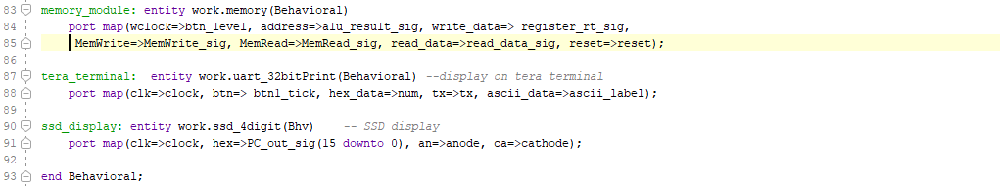 83 memory_module: entity work.memory(Behavioral)
84 port map(wclock=>btn_level, address=>alu_result_sig, write_data=> register_rt_sig,
85 MemWrite=>MemWrite_sig, MemRead=>MemRead_sig, read_data=>read_data_sig, reset=>reset);
86
87 tera_terminal:  entity work.uart_32bitPrint(Behavioral) --display on tera terminal
88 port map(clk=>clock, btn=> btnl_tick, hex_data=>num, tx=>tx, ascii_data=>ascii_label);
89
90 ssd_display: entity work.ssd_4digit(Bhv)    -- SSD display
91 port map(clk=>clock, hex=>PC_out_sig(15 downto 0), an=>anode, ca=>cathode);
92
93 end Behavioral;